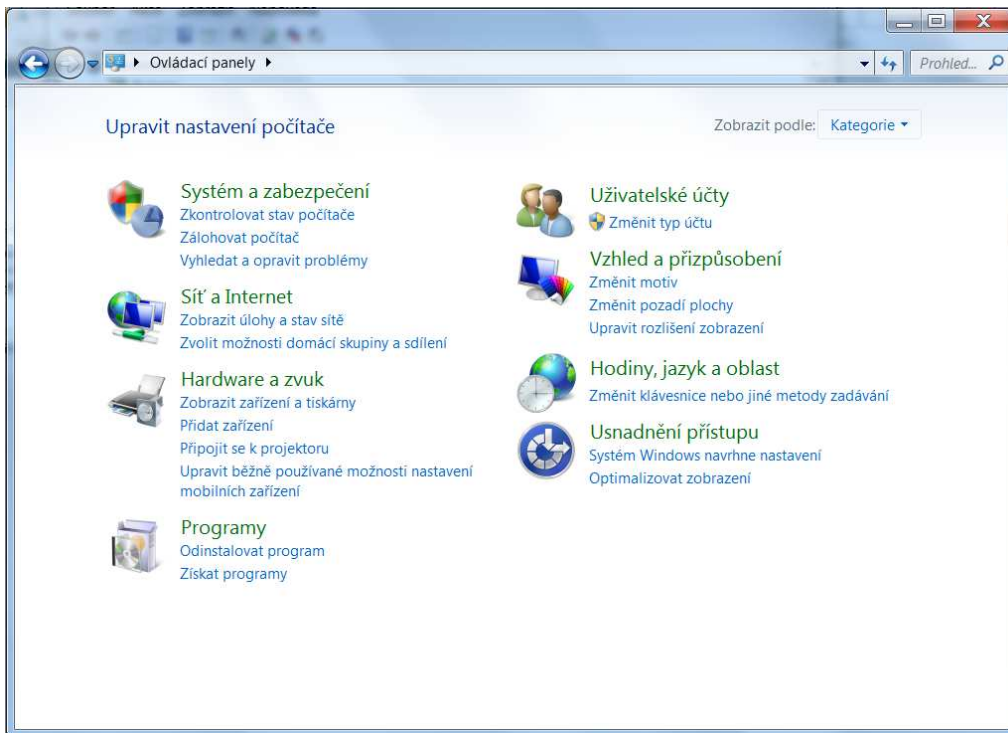 Ovládací panely
Prohled...
Upravit nastavení počítače
Zobrazit podle: Kategorie
Systém a zabezpečení
Zkontrolovat stav počítače
Zálohovat počítač
Vyhledat a opravit problémy
Síť a Internet
Zobrazit úlohy a stav sítě
Zvolit možnosti domácí skupiny a sdílení
Hardware a zvuk
Zobrazit zařízení a tiskárny
Přidat zařízení
Připojit se k projektoru
Upravit běžně používané možnosti nastavení
mobilních zařízení
Programy
Odinstalovat program
Získat programy
Uživatelské účty
Změnit typ účtu
Vzhled a přizpůsobení
Změnit motiv
Změnit pozadí plochy
Upravit rozlišení zobrazení
Hodiny, jazyk a oblast
Změnit klávesnice nebo jiné metody zadávání
Usnadnění přístupu
Systém Windows navrhne nastavení
Optimalizovat zobrazení